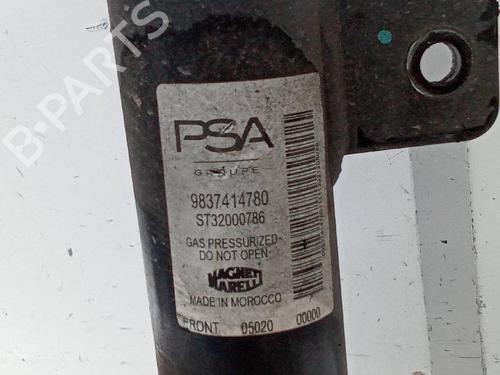 B-PARTS
PSA
GROUPE
9837414780
ST32000786
GAS PRESSURIZED
DO NOT OPEN
MAGNETI
MARELLI
MADE IN MOROCCO
FRONT 05020 00000